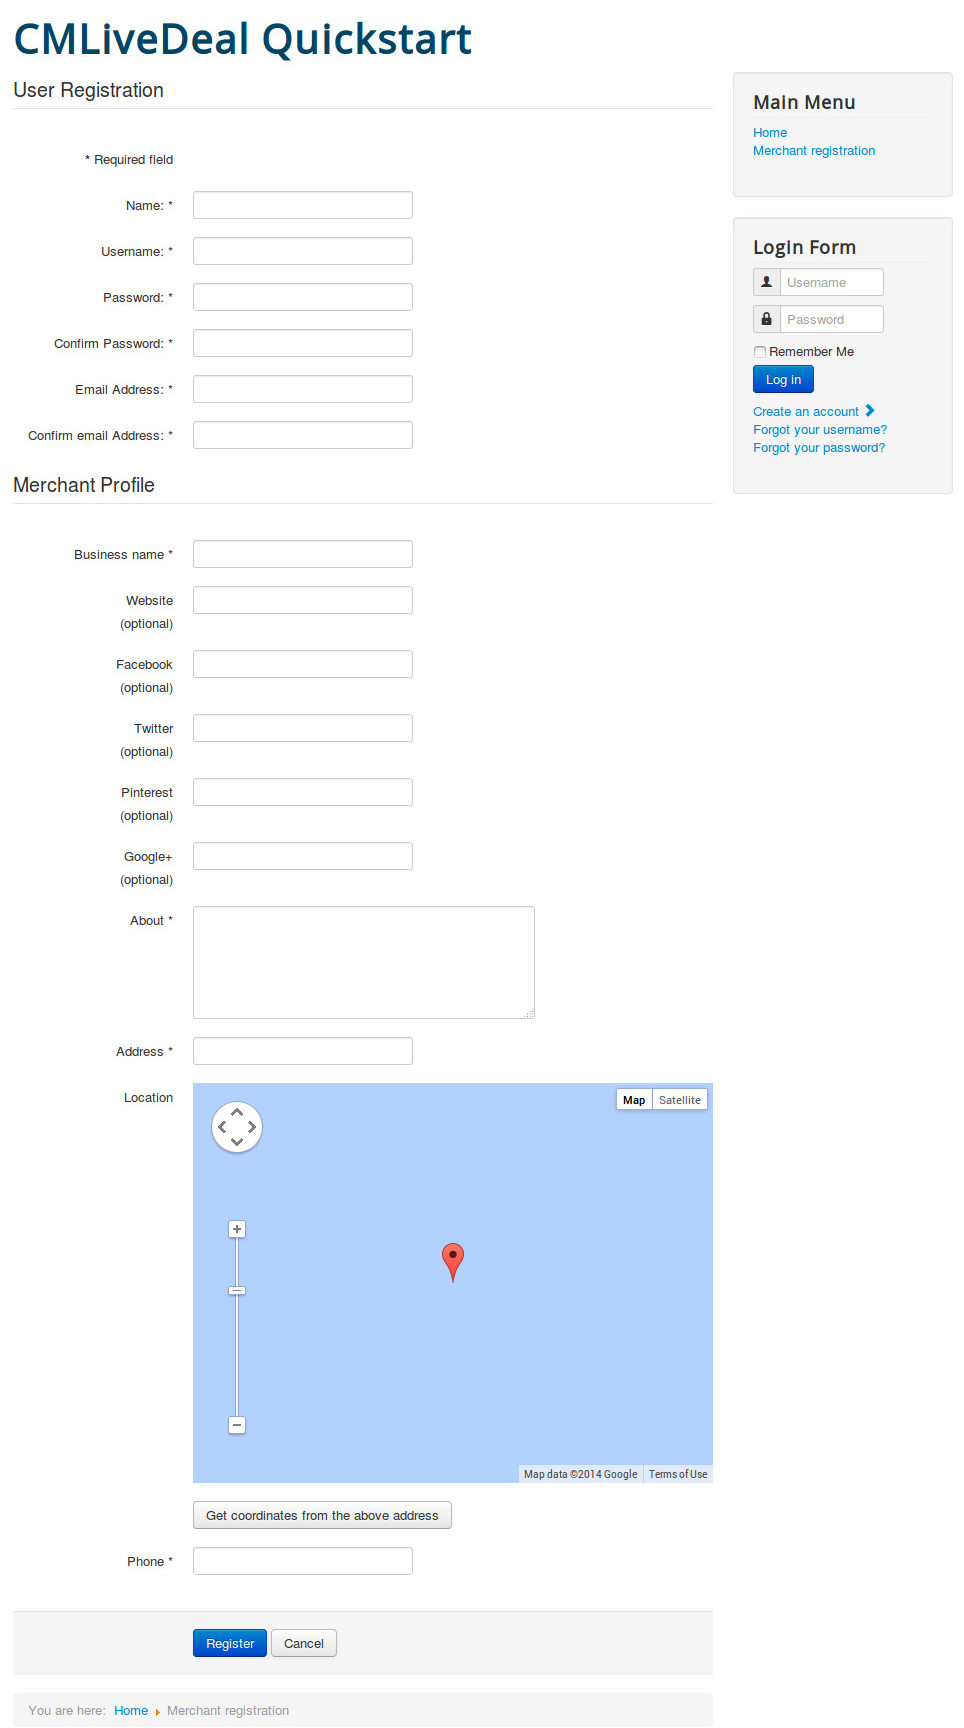 CMLiveDeal Quickstart
User Registration
* Required field
Name: *
Username: *
Password: *
Confirm Password: *
Email Address: *
Confirm email Address: *
Merchant Profile
Business name *
Website
(optional)
Facebook
(optional)
Twitter
(optional)
Pinterest
(optional)
Google+
(optional)
About *
Address *
Location
Map Satellite
Map data ©2014 Google Terms of Use
Get coordinates from the above address
Phone *
Register Cancel
You are here: Home Merchant registration
Main Menu
Home
Merchant registration
Login Form
Username
Password
Remember Me
Log in
Create an account
Forgot your username?
Forgot your password?